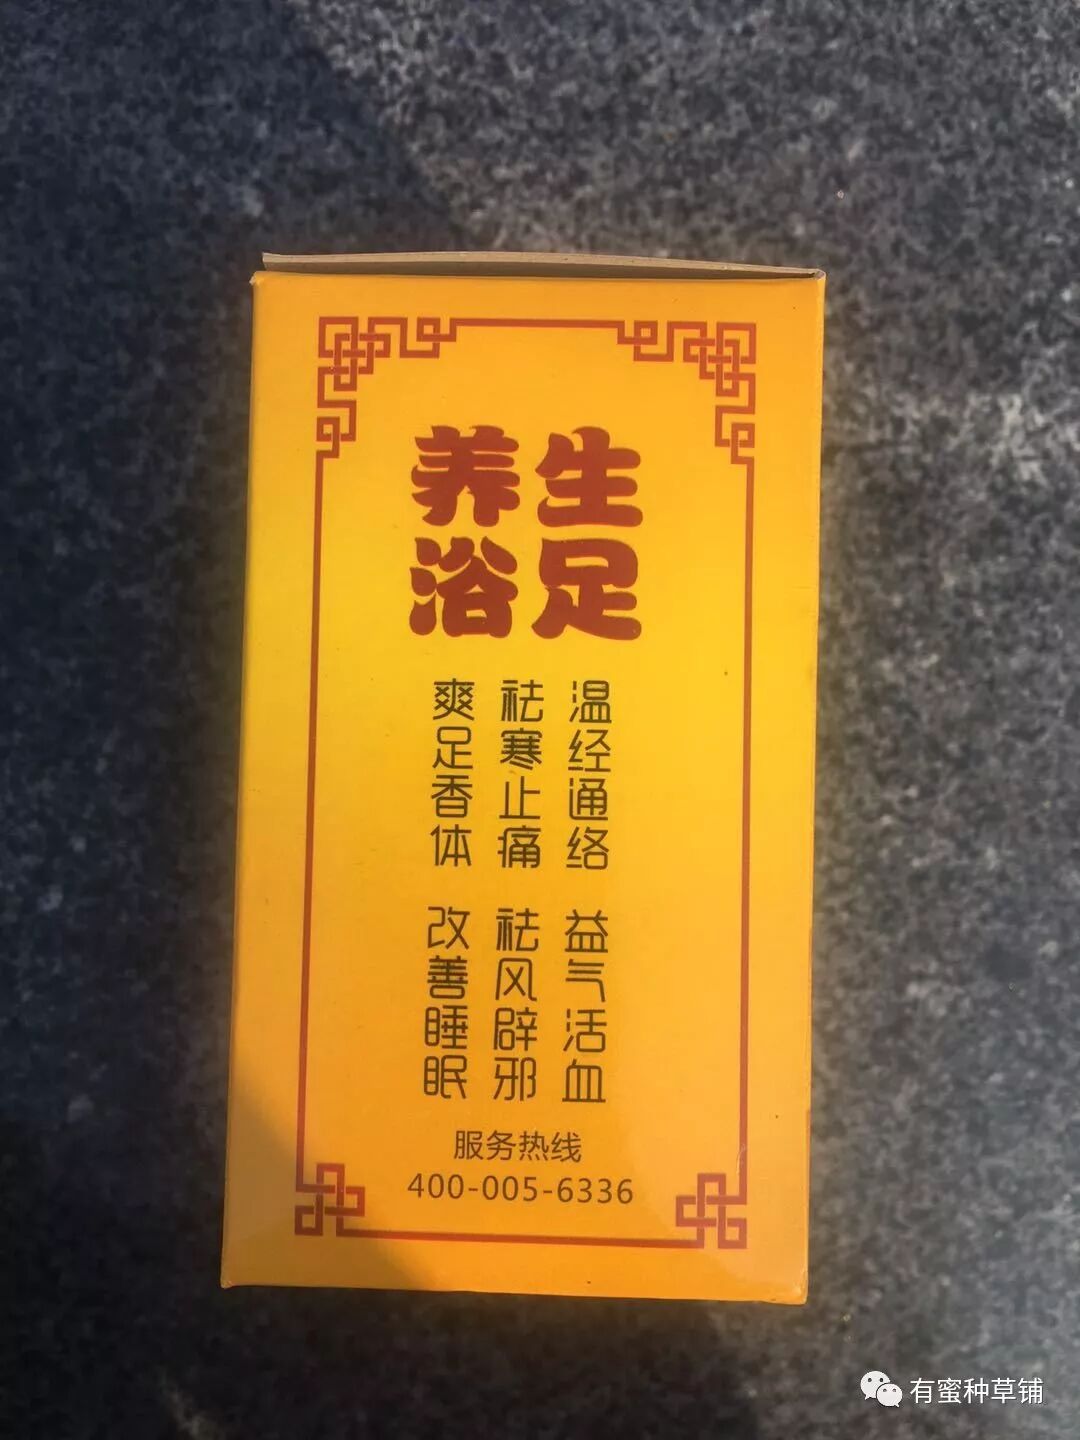 养生
浴足
温经通络 益气活血
祛寒止痛 祛风辟邪
爽足香体 改善睡眠
服务热线
400-005-6336
有蜜种草铺